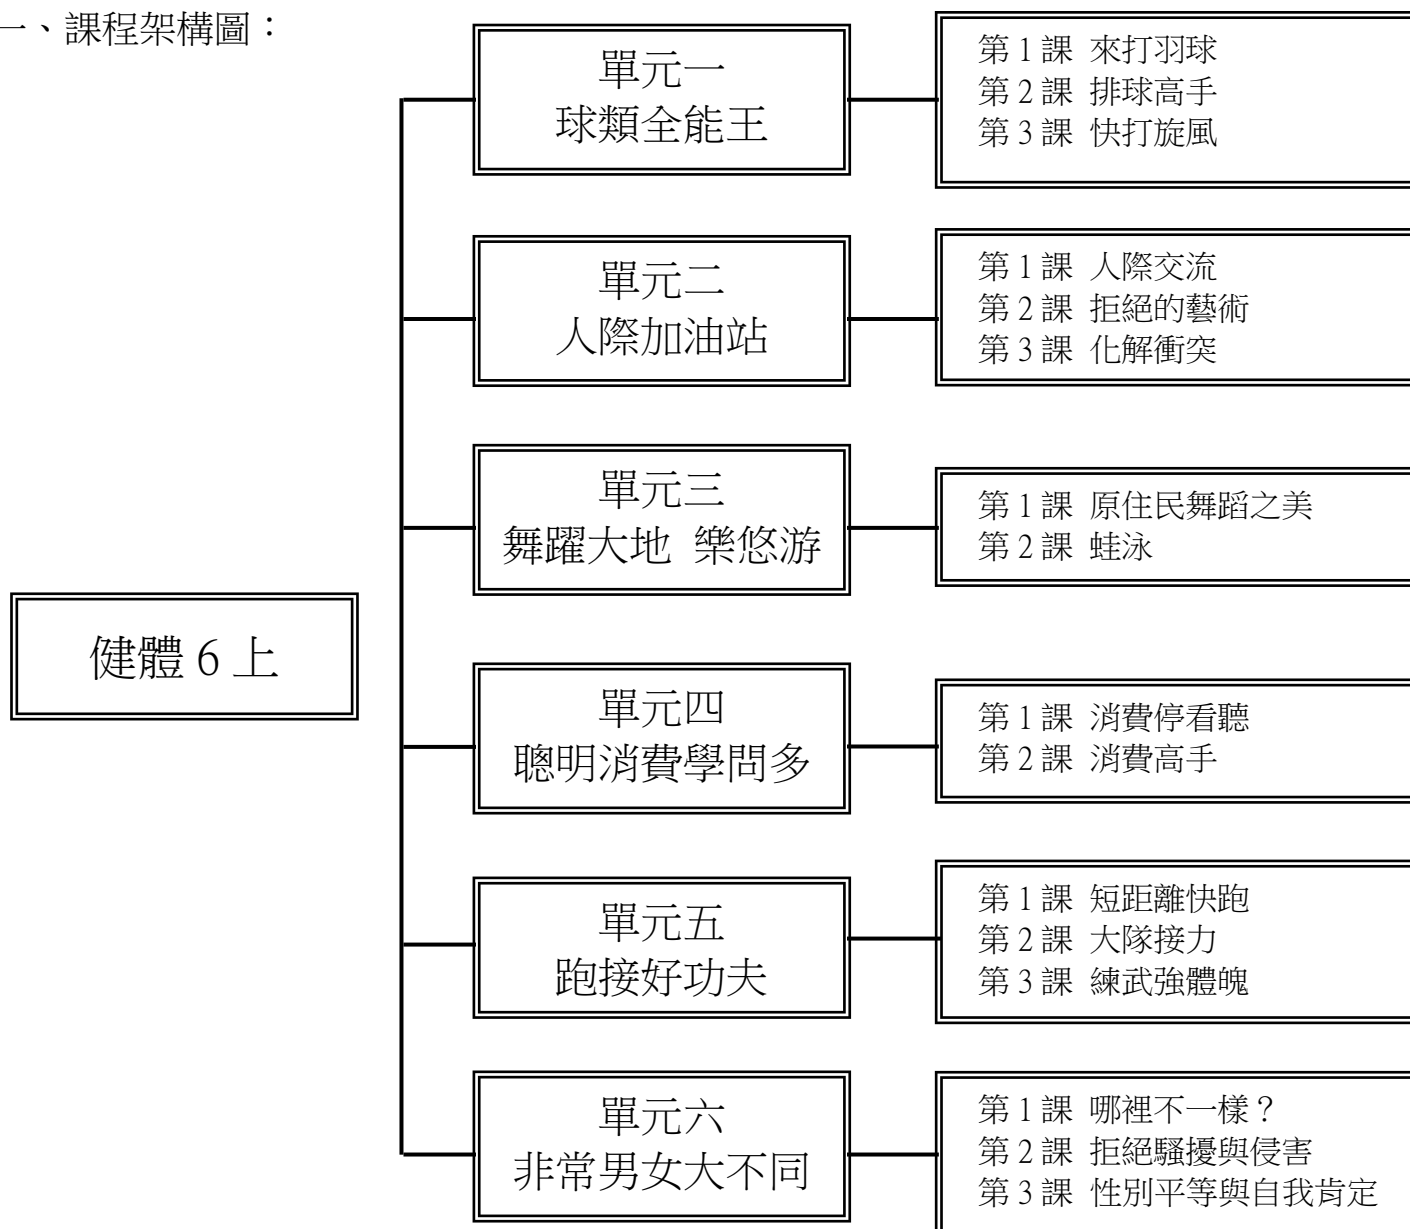 一、課程架構圖：
單元一
球類全能王
第 1 課 來打羽球
第 2 課 排球高手
第 3 課 快打旋風
單元二
人際加油站
第 1 課 人際交流
第 2 課 拒絕的藝術
第 3 課 化解衝突
單元三
舞躍大地 樂悠游
第 1 課 原住民舞蹈之美
第 2 課 蛙泳
健體 6 上
單元四
聰明消費學問多
第 1 課 消費停看聽
第 2 課 消費高手
單元五
跑接好功夫
第 1 課 短距離快跑
第 2 課 大隊接力
第 3 課 練武強體魄
單元六
非常男女大不同
第 1 課 哪裡不一樣？
第 2 課 拒絕騷擾與侵害
第 3 課 性別平等與自我肯定